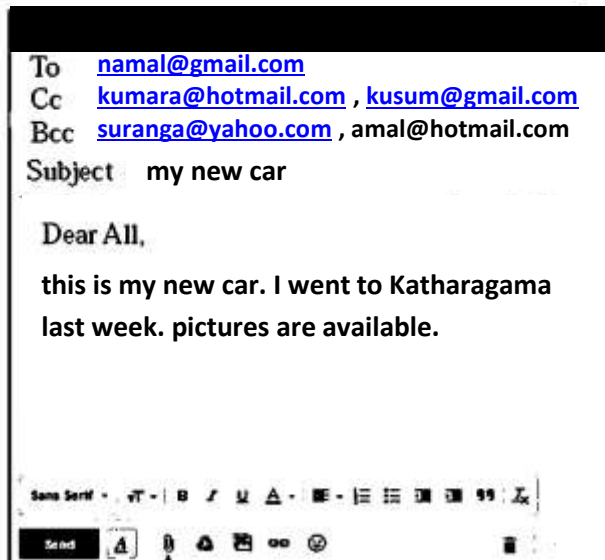 To namal@gmail.com
Cc kumara@hotmail.com , kusum@gmail.com
Bcc suranga@yahoo.com , amal@hotmail.com
Subject my new car
Dear All,
this is my new car. I went to Katharagama
last week. pictures are available.
Sans Serif
Send